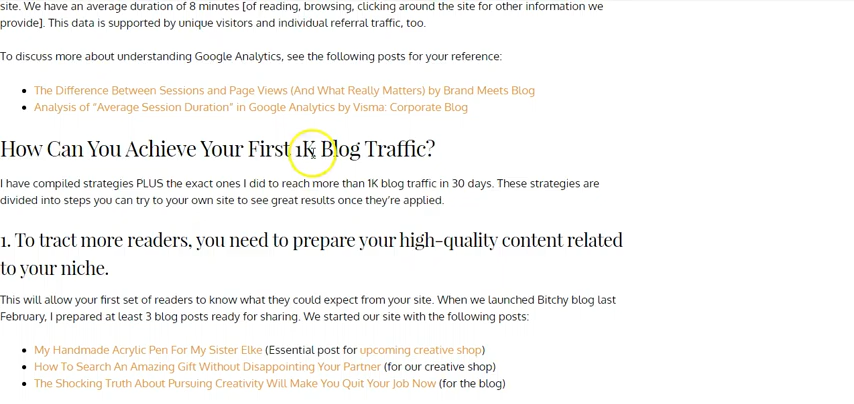 site. We have an average duration of 8 minutes [of reading, browsing, clicking around the site for other information we
provide]. This data is supported by unique visitors and individual referral traffic, too.
To discuss more about understanding Google Analytics, see the following posts for your reference:
• The Difference Between Sessions and Page Views (And What Really Matters) by Brand Meets Blog
• Analysis of “Average Session Duration” in Google Analytics by Visma: Corporate Blog
How Can You Achieve Your First 1K Blog Traffic?
I have compiled strategies PLUS the exact ones I did to reach more than 1K blog traffic in 30 days. These strategies are
divided into steps you can try to your own site to see great results once they’re applied.
1. To tract more readers, you need to prepare your high-quality content related
to your niche.
This will allow your first set of readers to know what they could expect from your site. When we launched Bitchy blog last
February, I prepared at least 3 blog posts ready for sharing. We started our site with the following posts:
• My Handmade Acrylic Pen For My Sister Elke (Essential post for upcoming creative shop)
• How To Search An Amazing Gift Without Disappointing Your Partner (for our creative shop)
• The Shocking Truth About Pursuing Creativity Will Make You Quit Your Job Now (for the blog)